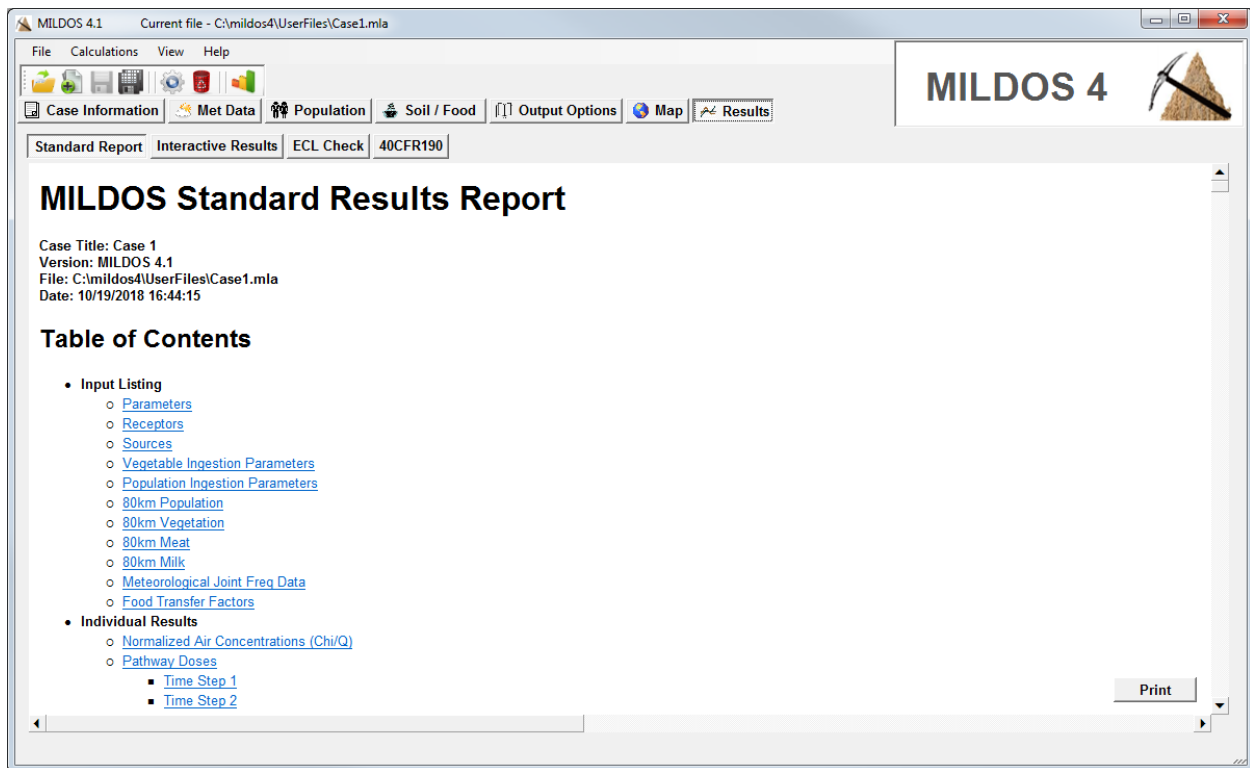 MILDOS 4.1 Current file - C:\mildos4\UserFiles\Case1.mla
File Calculations View Help
MILDOS 4
Case Information Met Data Population Soil / Food Output Options Map Results
Standard Report Interactive Results ECL Check 40CFR190
MILDOS Standard Results Report
Case Title: Case 1
Version: MILDOS 4.1
File: C:\mildos4\UserFiles\Case1.mla
Date: 10/19/2018 16:44:15
Table of Contents
• Input Listing
o Parameters
o Receptors
o Sources
o Vegetable Ingestion Parameters
o Population Ingestion Parameters
o 80km Population
o 80km Vegetation
o 80km Meat
o 80km Milk
o Meteorological Joint Freq Data
o Food Transfer Factors
• Individual Results
o Normalized Air Concentrations (Chi/Q)
o Pathway Doses
▪ Time Step 1
▪ Time Step 2
Print